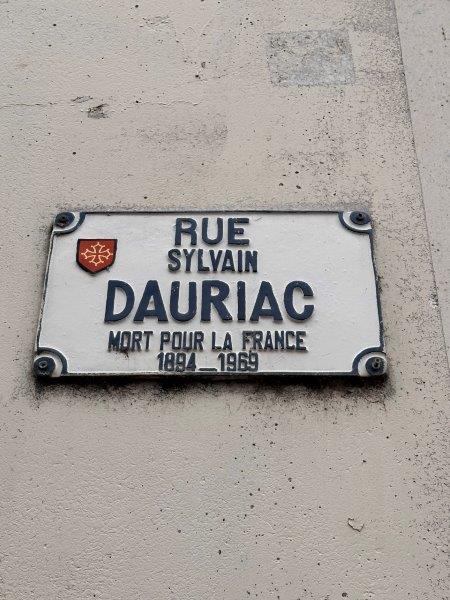 RUE
SYLVAIN
DAURIAC
MORT POUR LA FRANCE
1894_1969